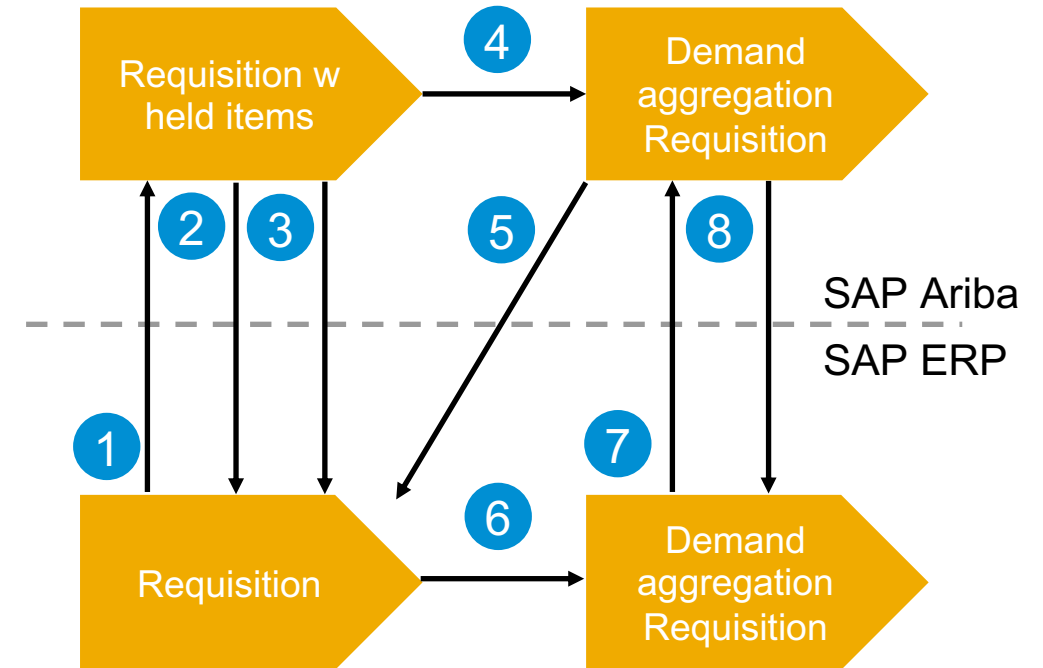 Requisition w
held items
4
Demand
aggregation
Requisition
2
3
5
8
SAP Ariba
SAP ERP
1
7
6
Requisition
Demand
aggregation
Requisition